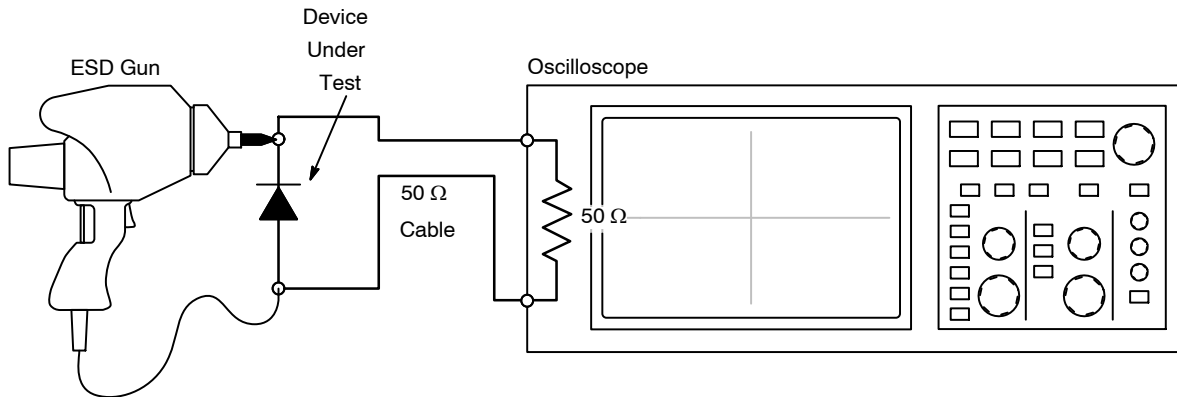 Device
Under
Test
ESD Gun
Oscilloscope
50 Ω
Cable
50 Ω